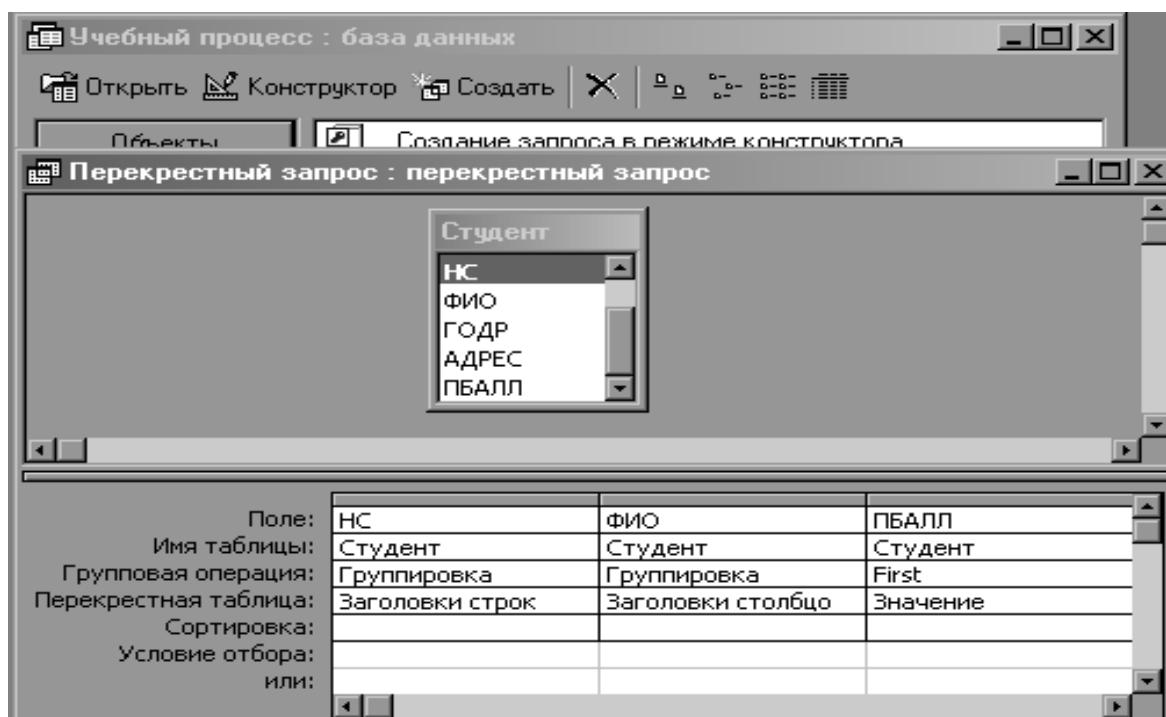 Учебный процесс : база данных
Открыть Конструктор Создать
Объекты
Создание запроса в режиме конструктора
Перекрестный запрос : перекрестный запрос
Студент
НС
ФИО
ГОДР
АДРЕС
ПБАЛЛ
Поле: НС ФИО ПБАЛЛ
Имя таблицы: Студент Студент Студент
Групповая операция: Группировка Группировка First
Перекрестная таблица: Заголовки строк Заголовки столбцо Значение
Сортировка:
Условие отбора:
или: